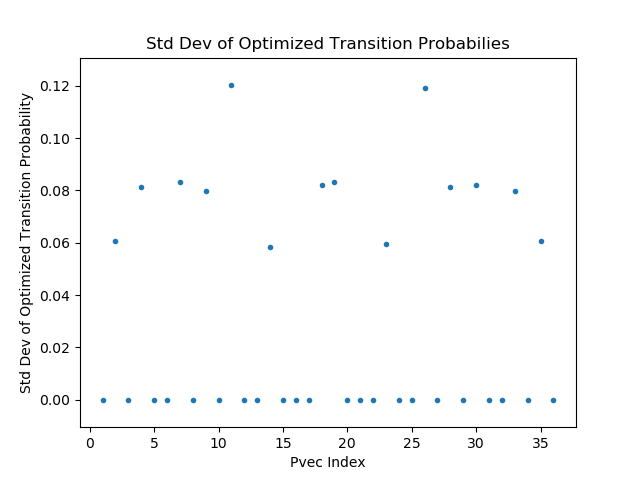 Std Dev of Optimized Transition Probabilies
Std Dev of Optimized Transition Probability
0.12
0.10
0.08
0.06
0.04
0.02
0.00
0 5 10 15 20 25 30 35
Pvec Index